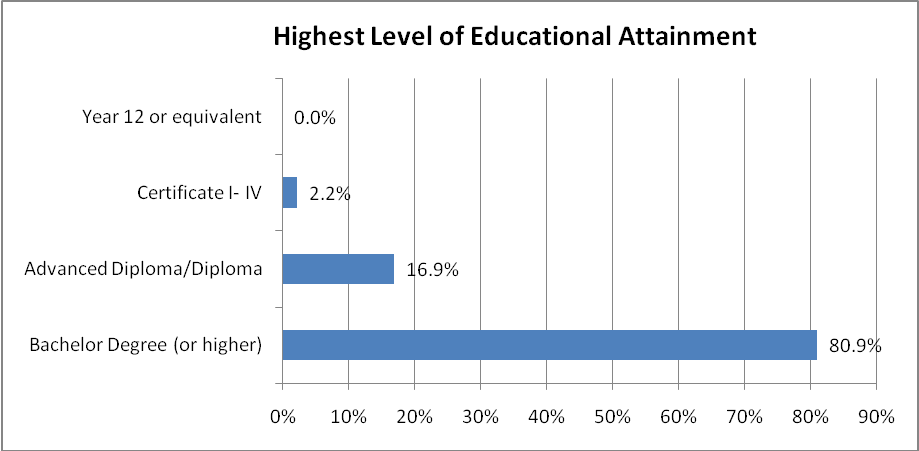 Highest Level of Educational Attainment
Year 12 or equivalent
0.0%
Certificate I- IV
2.2%
Advanced Diploma/Diploma
16.9%
Bachelor Degree (or higher)
80.9%
0% 10% 20% 30% 40% 50% 60% 70% 80% 90%